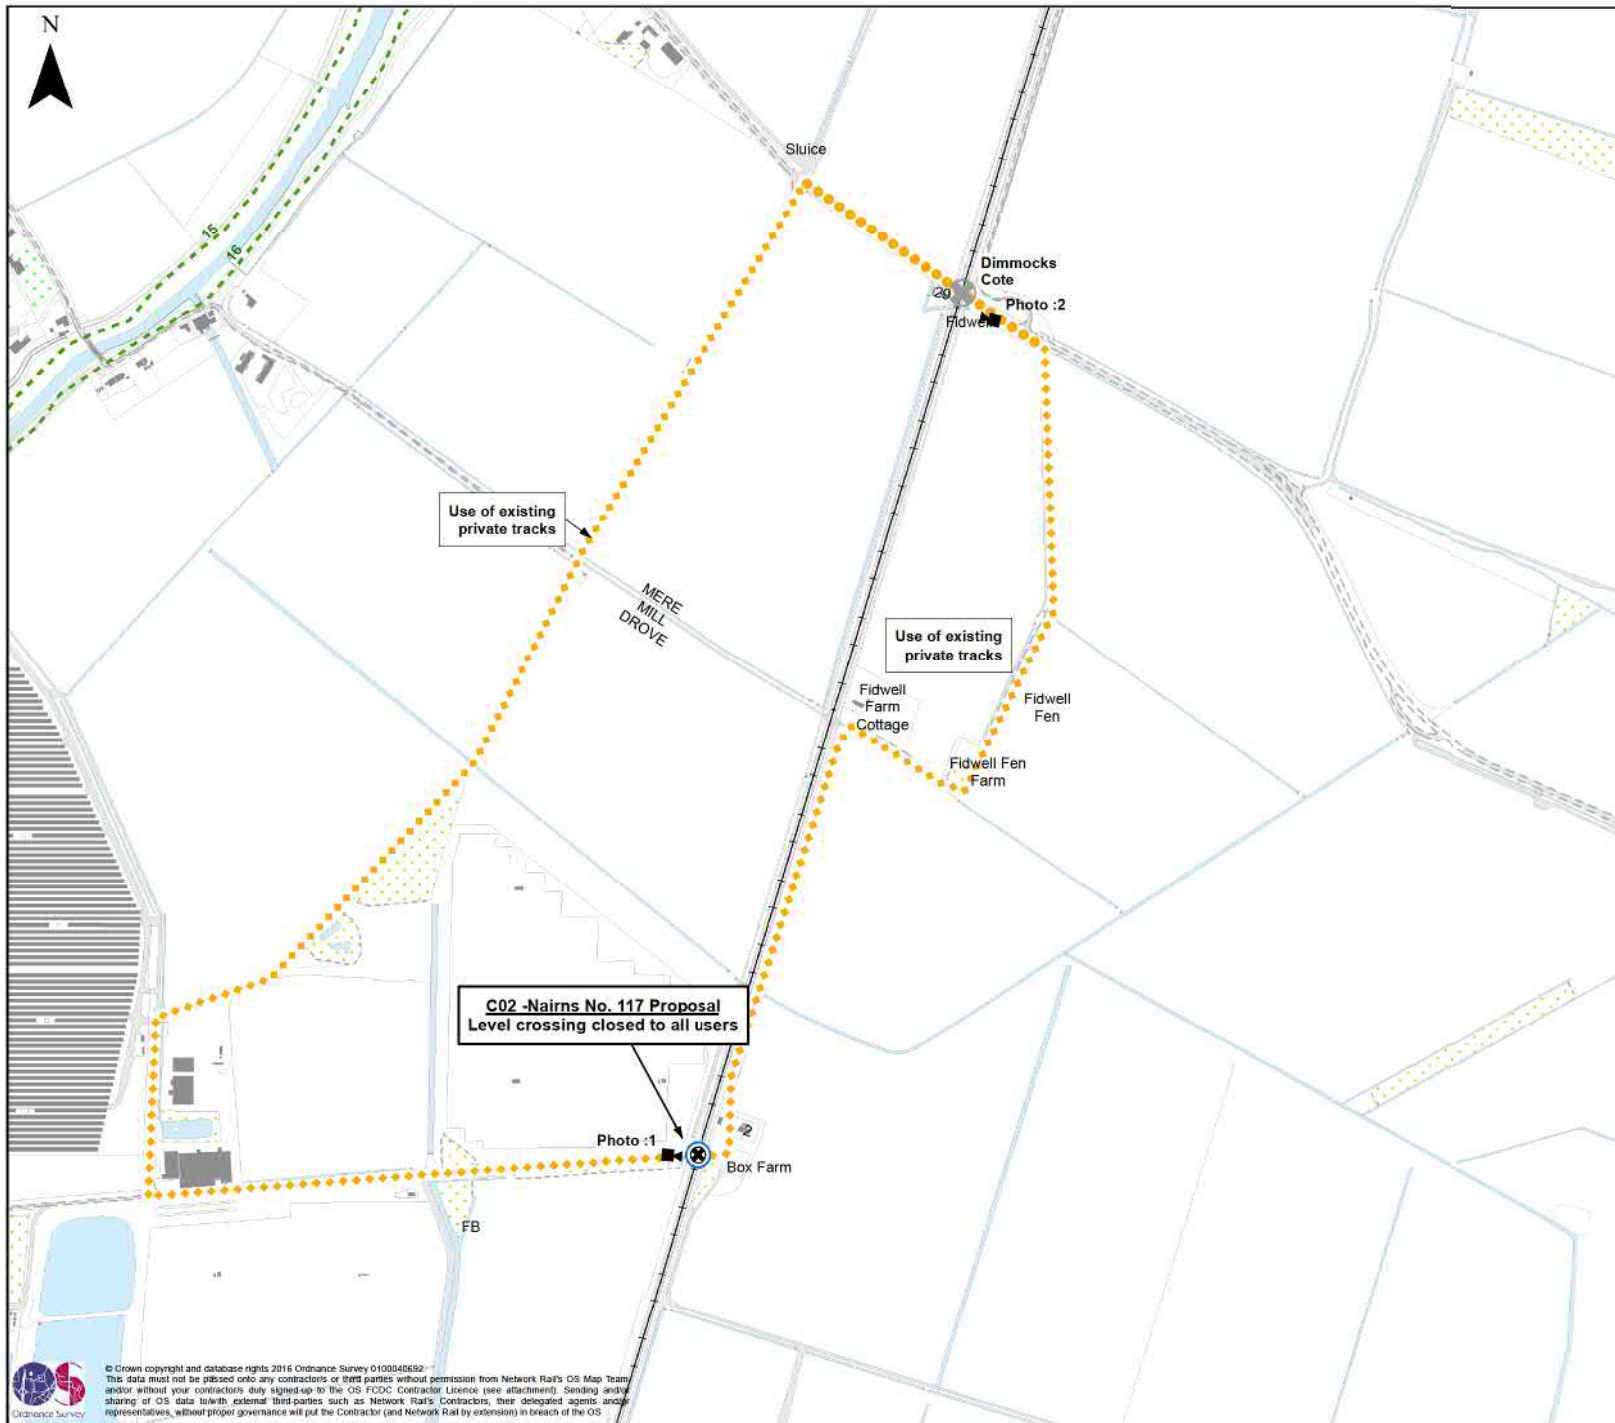 N
Sluice
15
16
Dimmocks
Cote
29
Photo :2
Fidwell
Use of existing
private tracks
MERE
MILL
DROVE
Use of existing
private tracks
Fidwell
Farm
Cottage
Fidwell
Fen
Fidwell Fen
Farm
C02 -Nairns No. 117 Proposal
Level crossing closed to all users
Photo :1
2
Box Farm
FB
© Crown copyright and database rights 2016 Ordnance Survey 0100040692
This data must not be passed onto any contractor/s or third parties without permission from Network Rail's OS Map Team
and/or without your contractor/s duly signed-up to the OS FCDC Contractor Licence (see attachment). Sending and/or
sharing of OS data to/with external third-parties such as Network Rail's Contractors, their delegated agents and/or
representatives, without proper governance will put the Contractor (and Network Rail by extension) in breach of the OS
Ordnance Survey